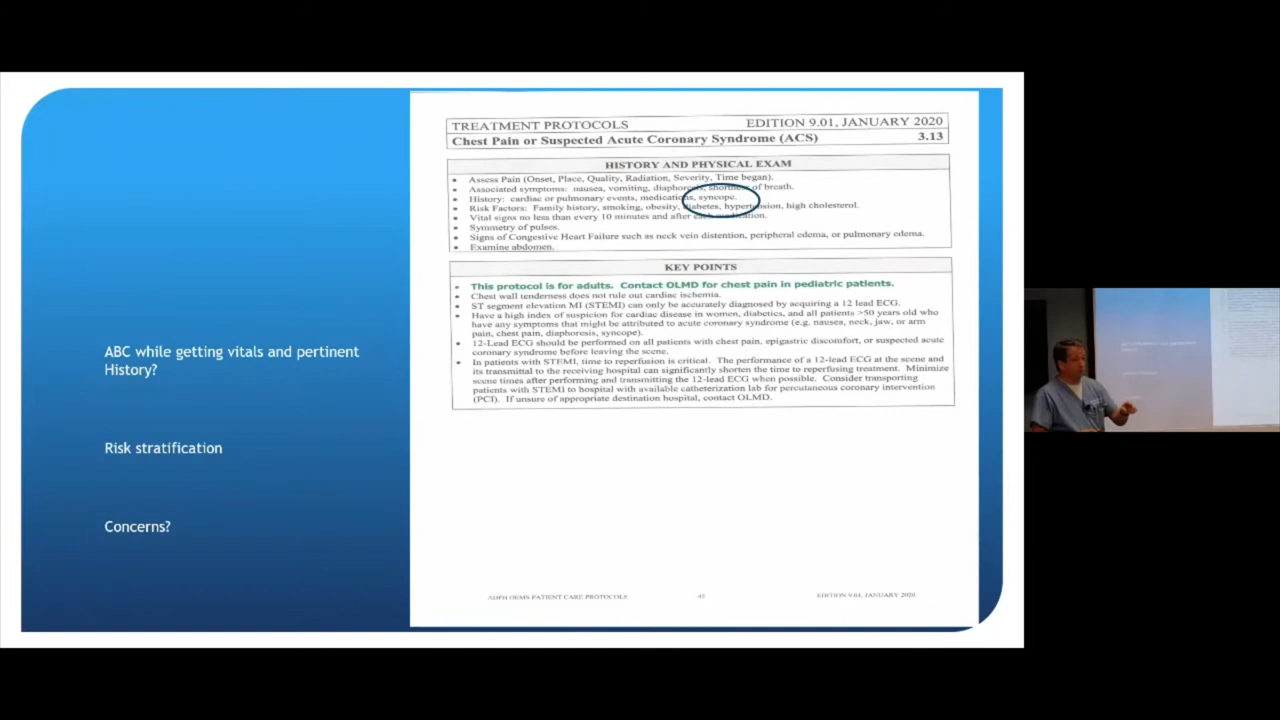 ABC while getting vitals and pertinent
History?
Risk stratification
Concerns?
TREATMENT PROTOCOLS EDITION 9.01, JANUARY 2020
Chest Pain or Suspected Acute Coronary Syndrome (ACS) 3.13
HISTORY AND PHYSICAL EXAM
• Assess Pain (Onset, Place, Quality, Radiation, Severity, Time began).
• Associated symptoms: nausea, vomiting, diaphoresis, shortness of breath.
• History: cardiac or pulmonary events, medications, syncope.
• Risk Factors: Family history, smoking, obesity, diabetes, hypertension, high cholesterol.
• Vital signs no less than every 10 minutes and after each medication.
• Symmetry of pulses.
• Signs of Congestive Heart Failure such as neck vein distention, peripheral edema, or pulmonary edema.
• Examine abdomen.
KEY POINTS
• This protocol is for adults. Contact OLMD for chest pain in pediatric patients.
• Chest wall tenderness does not rule out cardiac ischemia.
• ST segment elevation MI (STEMI) can only be accurately diagnosed by acquiring a 12 lead ECG.
• Have a high index of suspicion for cardiac disease in women, diabetics, and all patients >50 years old who
have any symptoms that might be attributed to acute coronary syndrome (e.g. nauses, neck, jaw, or arm
pain, chest pain, diaphoresis, syncope).
• 12-Lead ECG should be performed on all patients with chest pain, epigastric discomfort, or suspected acute
coronary syndrome before leaving the scene.
• In patients with STEMI, time to reperfusion is critical. The performance of a 12-lead ECG at the scene and
its transmittal to the receiving hospital can significantly shorten the time to reperfusing treatment. Minimize
scene times after performing and transmitting the 12-lead ECG when possible. Consider transporting
patients with STEMI to hospital with available catheterization lab for percutaneous coronary intervention
(PCI). If unsure of appropriate destination hospital, contact OLMD.
ADPH OEMS PATIENT CARE PROTOCOLS 45 EDITION 9.01, JANUARY 2020